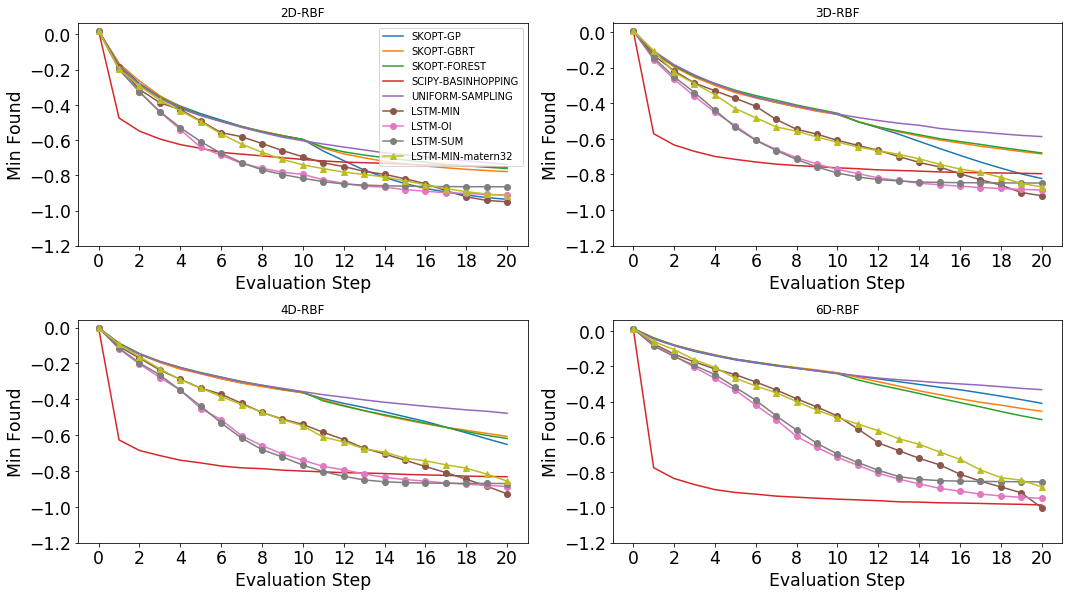 2D-RBF
0.0
−0.2
−0.4
−0.6
−0.8
−1.0
−1.2
Min Found
0 2 4 6 8 10 12 14 16 18 20
Evaluation Step
SKOPT-GP
SKOPT-GBRT
SKOPT-FOREST
SCIPY-BASINHOPPING
UNIFORM-SAMPLING
LSTM-MIN
LSTM-OI
LSTM-SUM
LSTM-MIN-matern32
3D-RBF
0.0
−0.2
−0.4
−0.6
−0.8
−1.0
−1.2
Min Found
0 2 4 6 8 10 12 14 16 18 20
Evaluation Step
4D-RBF
0.0
−0.2
−0.4
−0.6
−0.8
−1.0
−1.2
Min Found
0 2 4 6 8 10 12 14 16 18 20
Evaluation Step
6D-RBF
0.0
−0.2
−0.4
−0.6
−0.8
−1.0
−1.2
Min Found
0 2 4 6 8 10 12 14 16 18 20
Evaluation Step